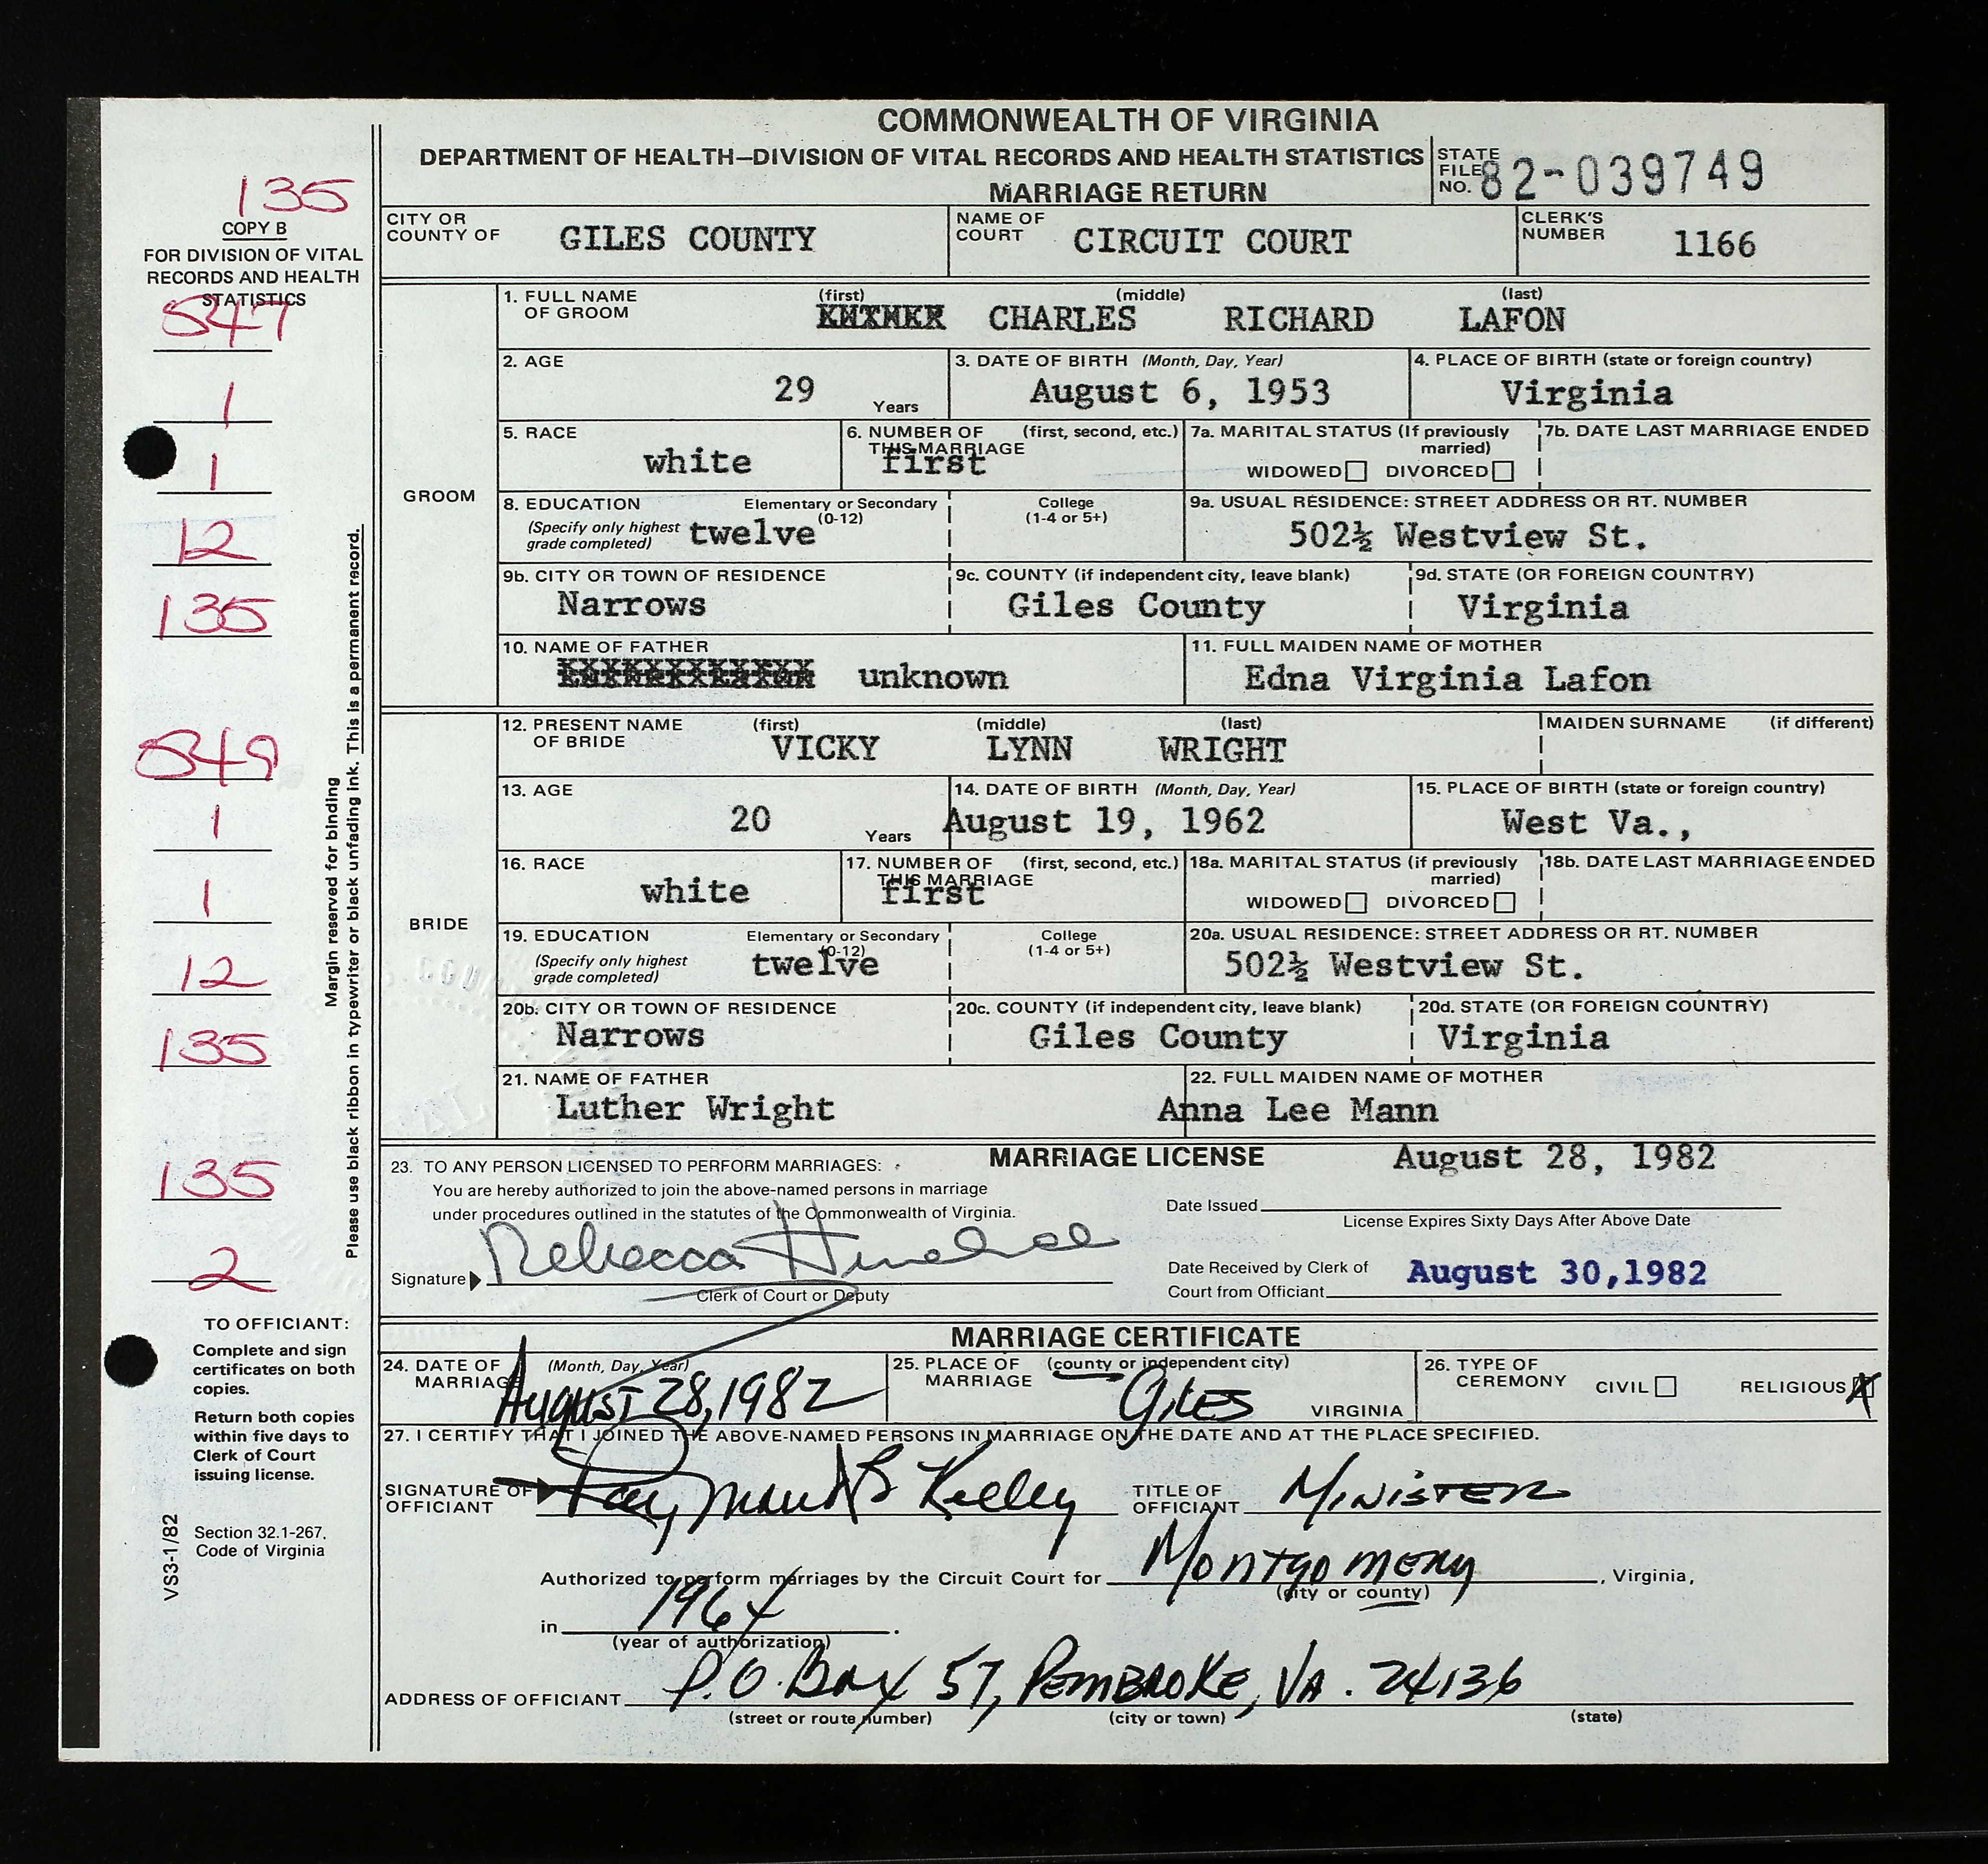 COMMONWEALTH OF VIRGINIA
DEPARTMENT OF HEALTH—DIVISION OF VITAL RECORDS AND HEALTH STATISTICS
MARRIAGE RETURN
STATE FILE NO. 82-039749
135
COPY B
FOR DIVISION OF VITAL
RECORDS AND HEALTH
STATISTICS
847
1
1
12
135
849
1
1
12
135
135
2
Margin reserved for binding
Please use black ribbon in typewriter or black unfading ink. This is a permanent record.
TO OFFICIANT:
Complete and sign
certificates on both
copies.
Return both copies
within five days to
Clerk of Court
issuing license.
Section 32.1-267,
Code of Virginia
VS3-1/82
CITY OR COUNTY OF GILES COUNTY
NAME OF COURT CIRCUIT COURT
CLERK'S NUMBER 1166
GROOM
1. FULL NAME OF GROOM (first) (middle) (last)
CHARLES RICHARD LAFON
2. AGE 29 Years
3. DATE OF BIRTH (Month, Day, Year) August 6, 1953
4. PLACE OF BIRTH (state or foreign country) Virginia
5. RACE white
6. NUMBER OF THIS MARRIAGE (first, second, etc.) first
7a. MARITAL STATUS (If previously married) WIDOWED DIVORCED
7b. DATE LAST MARRIAGE ENDED
8. EDUCATION (Specify only highest grade completed) Elementary or Secondary (0-12) twelve College (1-4 or 5+)
9a. USUAL RESIDENCE: STREET ADDRESS OR RT. NUMBER 502½ Westview St.
9b. CITY OR TOWN OF RESIDENCE Narrows
9c. COUNTY (if independent city, leave blank) Giles County
9d. STATE (OR FOREIGN COUNTRY) Virginia
10. NAME OF FATHER unknown
11. FULL MAIDEN NAME OF MOTHER Edna Virginia Lafon
BRIDE
12. PRESENT NAME OF BRIDE (first) (middle) (last)
VICKY LYNN WRIGHT
MAIDEN SURNAME (if different)
13. AGE 20 Years
14. DATE OF BIRTH (Month, Day, Year) August 19, 1962
15. PLACE OF BIRTH (state or foreign country) West Va.,
16. RACE white
17. NUMBER OF THIS MARRIAGE (first, second, etc.) first
18a. MARITAL STATUS (if previously married) WIDOWED DIVORCED
18b. DATE LAST MARRIAGE ENDED
19. EDUCATION (Specify only highest grade completed) Elementary or Secondary (0-12) twelve College (1-4 or 5+)
20a. USUAL RESIDENCE: STREET ADDRESS OR RT. NUMBER 502½ Westview St.
20b. CITY OR TOWN OF RESIDENCE Narrows
20c. COUNTY (if independent city, leave blank) Giles County
20d. STATE (OR FOREIGN COUNTRY) Virginia
21. NAME OF FATHER Luther Wright
22. FULL MAIDEN NAME OF MOTHER Anna Lee Mann
23. TO ANY PERSON LICENSED TO PERFORM MARRIAGES:
MARRIAGE LICENSE
You are hereby authorized to join the above-named persons in marriage
under procedures outlined in the statutes of the Commonwealth of Virginia.
Date Issued August 28, 1982
License Expires Sixty Days After Above Date
Signature Rebecca
Clerk of Court or Deputy
Date Received by Clerk of Court from Officiant August 30, 1982
MARRIAGE CERTIFICATE
24. DATE OF MARRIAGE (Month, Day, Year) August 28, 1982
25. PLACE OF MARRIAGE (county or independent city) Giles VIRGINIA
26. TYPE OF CEREMONY CIVIL RELIGIOUS X
27. I CERTIFY THAT I JOINED THE ABOVE-NAMED PERSONS IN MARRIAGE ON THE DATE AND AT THE PLACE SPECIFIED.
SIGNATURE OF OFFICIANT Raymond L Kelley
TITLE OF OFFICIANT MINISTER
Authorized to perform marriages by the Circuit Court for Montgomery, Virginia,
(city or county)
in 1964.
(year of authorization)
ADDRESS OF OFFICIANT P.O. Box 57, PEMBROKE, VA. 24136
(street or route number) (city or town) (state)